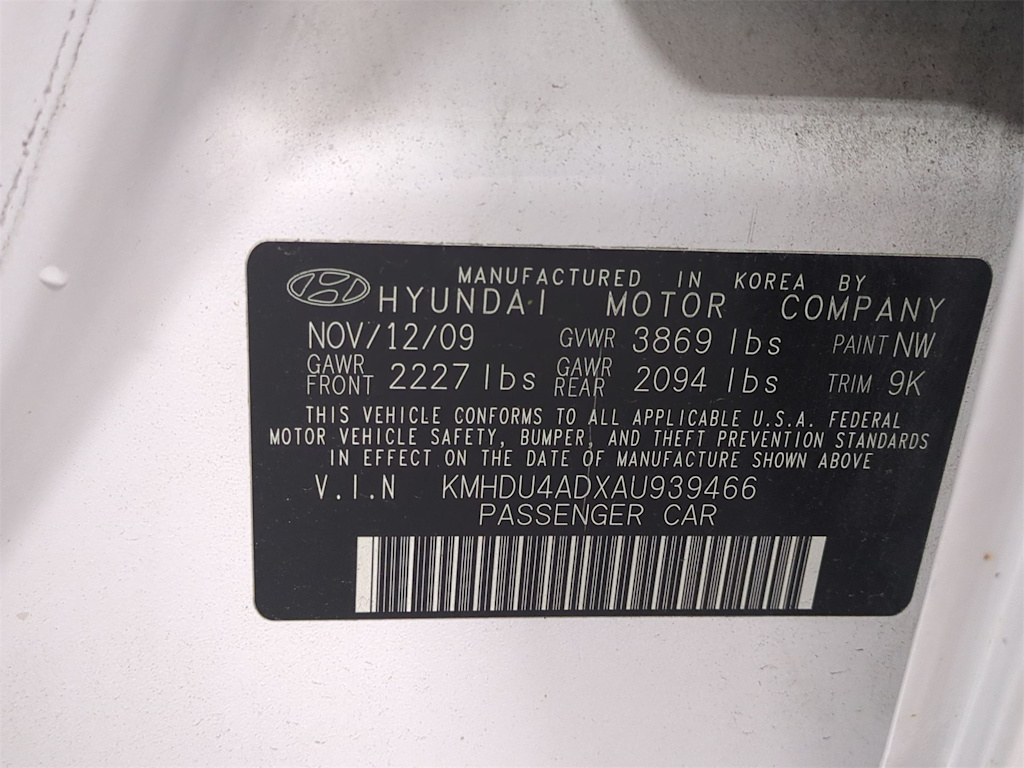 MANUFACTURED IN KOREA BY
HYUNDAI MOTOR COMPANY
NOV/12/09 GVWR 3869 lbs PAINT NW
GAWR FRONT 2227 lbs GAWR REAR 2094 lbs TRIM 9K
THIS VEHICLE CONFORMS TO ALL APPLICABLE U.S.A. FEDERAL
MOTOR VEHICLE SAFETY, BUMPER, AND THEFT PREVENTION STANDARDS
IN EFFECT ON THE DATE OF MANUFACTURE SHOWN ABOVE
V.I.N KMHDU4ADXAU939466
PASSENGER CAR